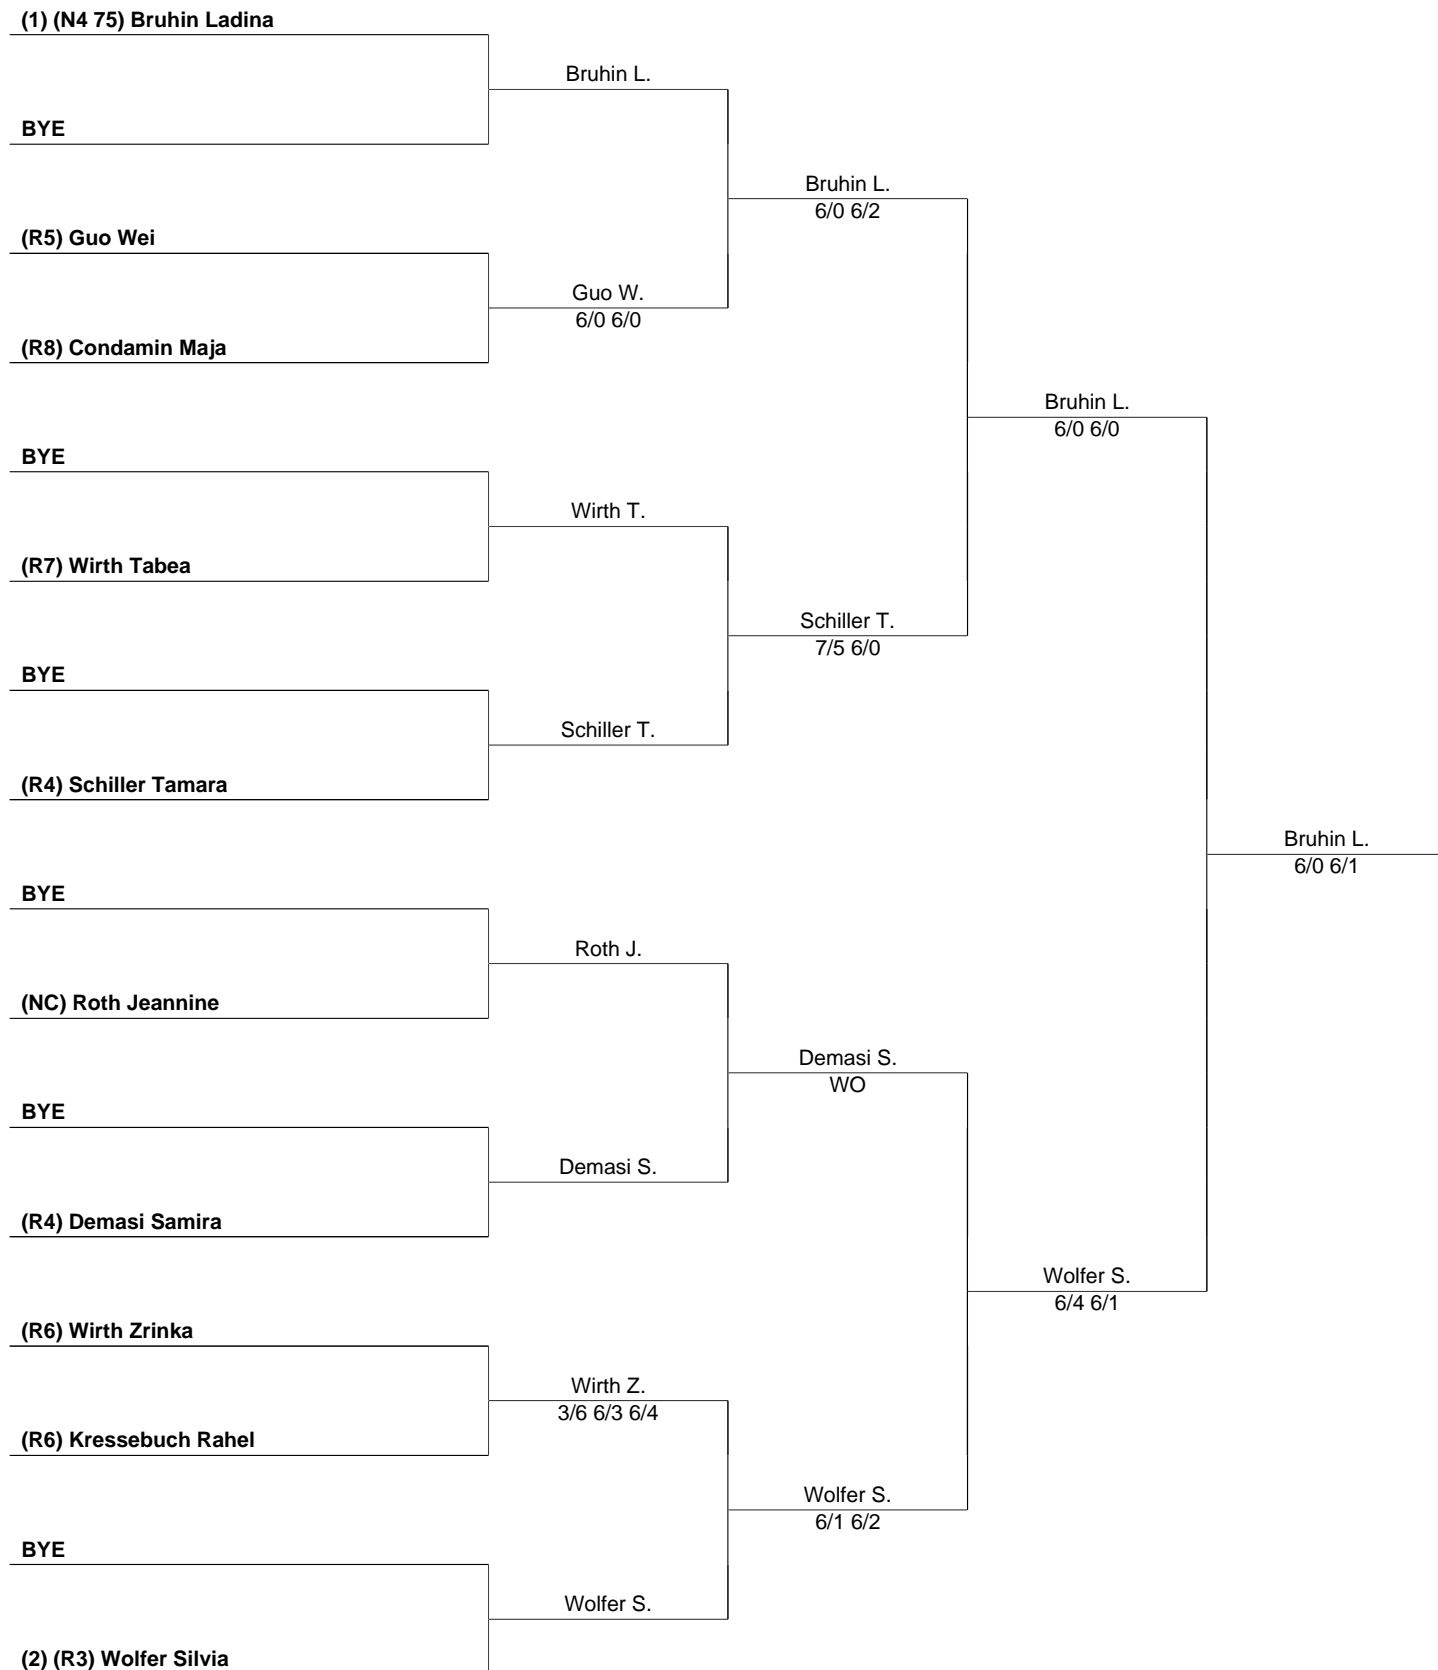 (1) (N4 75) Bruhin Ladina
Bruhin L.
BYE
Bruhin L.
6/0 6/2
(R5) Guo Wei
Guo W.
6/0 6/0
(R8) Condamin Maja
Bruhin L.
6/0 6/0
BYE
Wirth T.
(R7) Wirth Tabea
Schiller T.
7/5 6/0
BYE
Schiller T.
(R4) Schiller Tamara
Bruhin L.
6/0 6/1
BYE
Roth J.
(NC) Roth Jeannine
Demasi S.
WO
BYE
Demasi S.
(R4) Demasi Samira
Wolfer S.
6/4 6/1
(R6) Wirth Zrinka
Wirth Z.
3/6 6/3 6/4
(R6) Kressebuch Rahel
Wolfer S.
6/1 6/2
BYE
Wolfer S.
(2) (R3) Wolfer Silvia